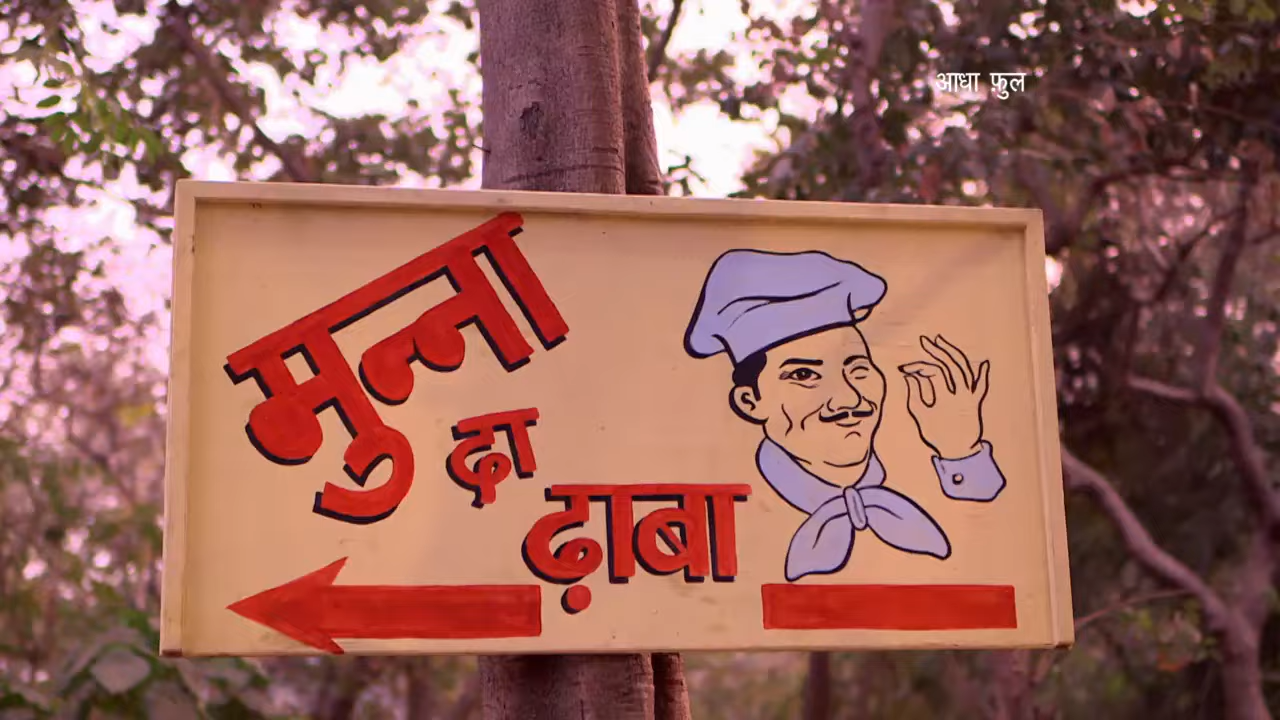 आधा फ़ुल
मुन्ना
दा
ढ़ाबा